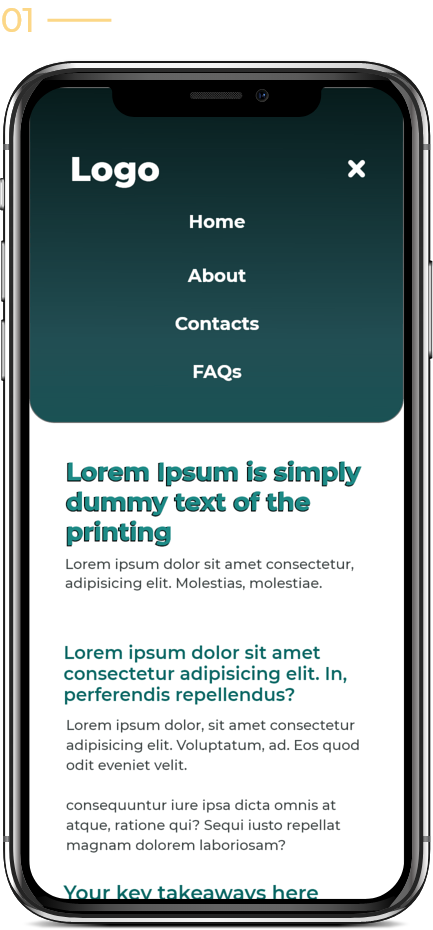 01
Logo
Home
About
Contacts
FAQs
Lorem Ipsum is simply
dummy text of the
printing
Lorem ipsum dolor sit amet consectetur,
adipisicing elit. Molestias, molestiae.
Lorem ipsum dolor sit amet
consectetur adipisicing elit. In,
perferendis repellendus?
Lorem ipsum dolor, sit amet consectetur
adipisicing elit. Voluptatum, ad. Eos quod
odit eveniet velit.
consequuntur iure ipsa dicta omnis at
atque, ratione qui? Sequi iusto repellat
magnam dolorem laboriosam?
Your key takeaways here